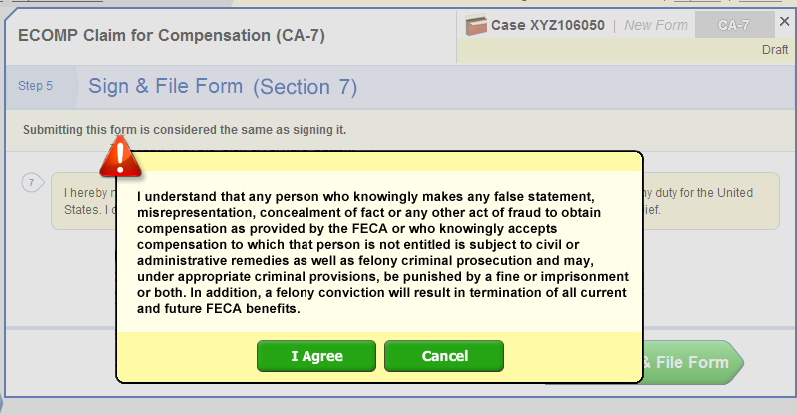 ECOMP Claim for Compensation (CA-7)
Case XYZ106050 | New Form CA-7
Draft
Step 5 Sign & File Form (Section 7)
Submitting this form is considered the same as signing it.
7
I hereby
duty for the United
States. I
I understand that any person who knowingly makes any false statement,
misrepresentation, concealment of fact or any other act of fraud to obtain
compensation as provided by the FECA or who knowingly accepts
compensation to which that person is not entitled is subject to civil or
administrative remedies as well as felony criminal prosecution and may,
under appropriate criminal provisions, be punished by a fine or imprisonment
or both. In addition, a felony conviction will result in termination of all current
and future FECA benefits.
I Agree Cancel
& File Form